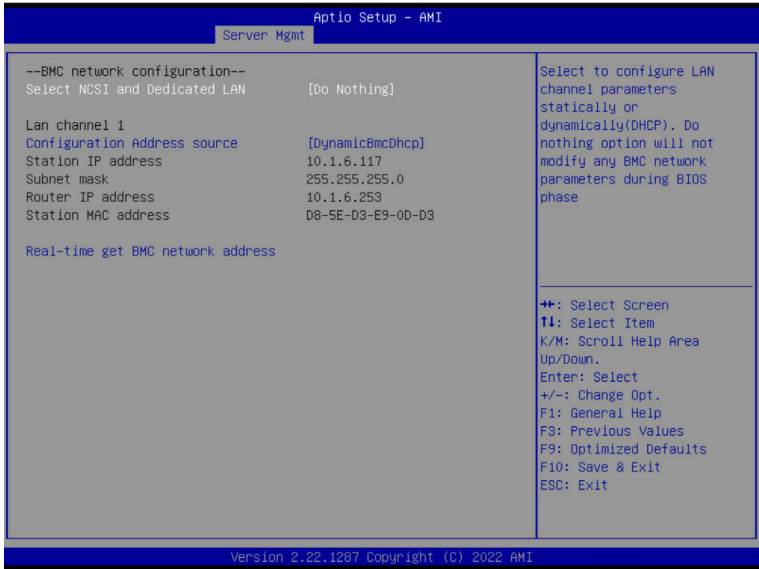 Aptio Setup – AMI
Server Mgmt
--BMC network configuration--
Select NCSI and Dedicated LAN [Do Nothing]
Lan channel 1
Configuration Address source [DynamicBmcDhcp]
Station IP address 10.1.6.117
Subnet mask 255.255.255.0
Router IP address 10.1.6.253
Station MAC address D8-5E-D3-E9-0D-D3
Real-time get BMC network address
Select to configure LAN
channel parameters
statically or
dynamically(DHCP). Do
nothing option will not
modify any BMC network
parameters during BIOS
phase
→←: Select Screen
↑↓: Select Item
K/M: Scroll Help Area
Up/Down.
Enter: Select
+/-: Change Opt.
F1: General Help
F3: Previous Values
F9: Optimized Defaults
F10: Save & Exit
ESC: Exit
Version 2.22.1287 Copyright (C) 2022 AMI